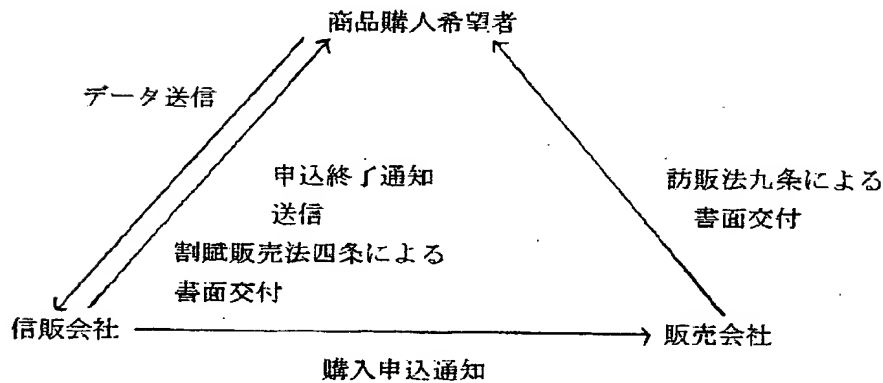 商品購人希望者
データ送信
申込終了通知
送信
割賦販売法四条による
書面交付
訪販法九条による
書面交付
信販会社
販売会社
購入申込通知